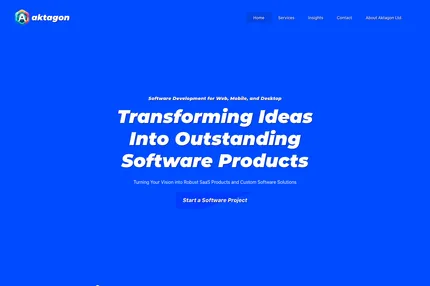 aktagon
Home Services Insights Contact About Aktagon Ltd.
Software Development for Web, Mobile, and Desktop
Transforming Ideas
Into Outstanding
Software Products
Turning Your Vision into Robust SaaS Products and Custom Software Solutions
Start a Software Project